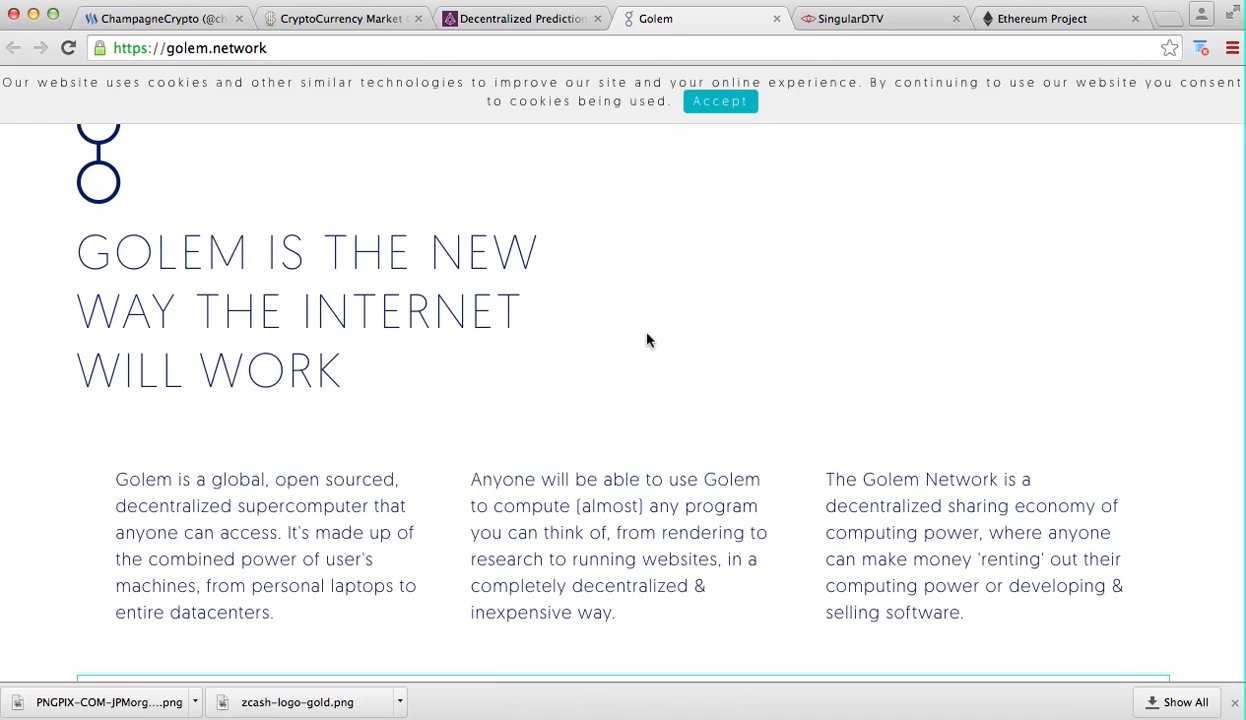 ChampagneCrypto (@ch
CryptoCurrency Market
Decentralized Prediction
Golem
SingularDTV
Ethereum Project
https://golem.network
Our website uses cookies and other similar technologies to improve our site and your online experience. By continuing to use our website you consent
to cookies being used. Accept
GOLEM IS THE NEW
WAY THE INTERNET
WILL WORK
Golem is a global, open sourced,
decentralized supercomputer that
anyone can access. It's made up of
the combined power of user's
machines, from personal laptops to
entire datacenters.
Anyone will be able to use Golem
to compute (almost) any program
you can think of, from rendering to
research to running websites, in a
completely decentralized &
inexpensive way.
The Golem Network is a
decentralized sharing economy of
computing power, where anyone
can make money 'renting' out their
computing power or developing &
selling software.
PNGPIX-COM-JPMorg....png
zcash-logo-gold.png
Show All